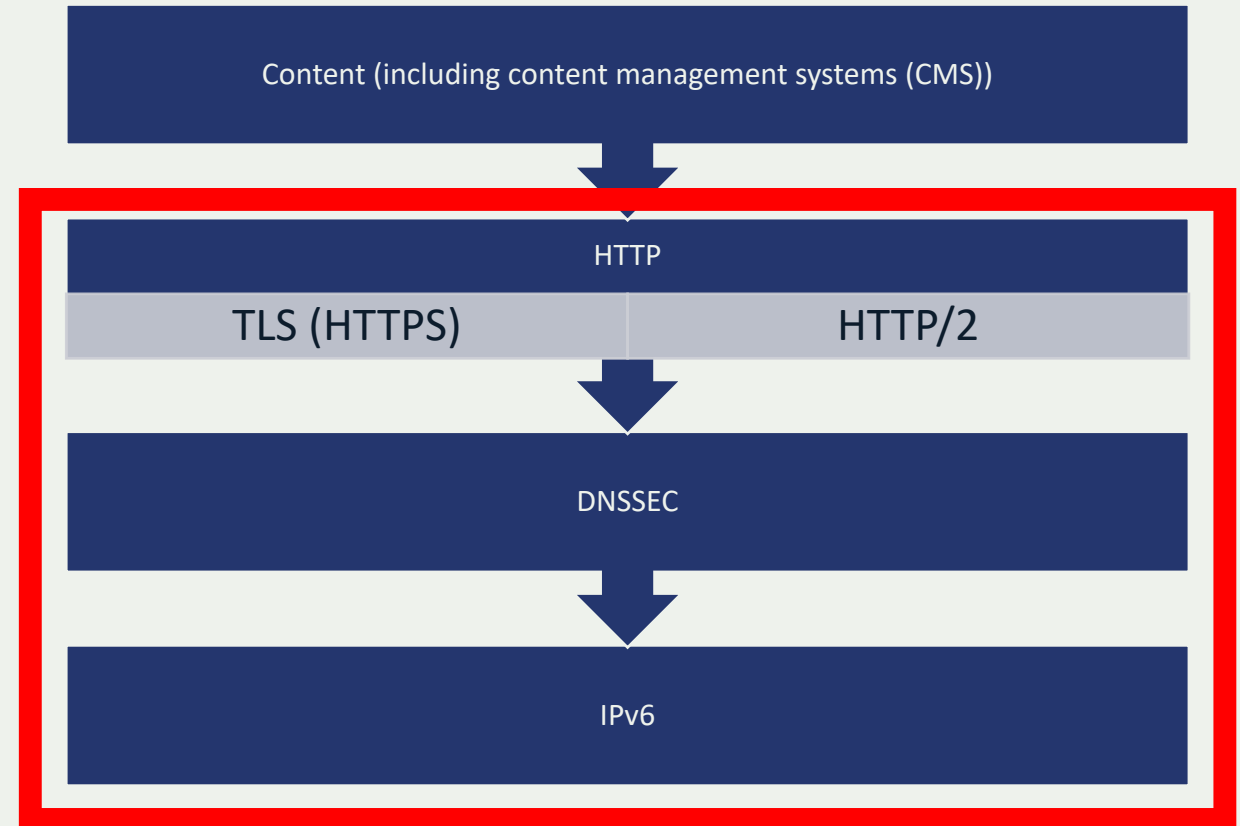 Content (including content management systems (CMS))
HTTP
TLS (HTTPS) HTTP/2
DNSSEC
IPv6